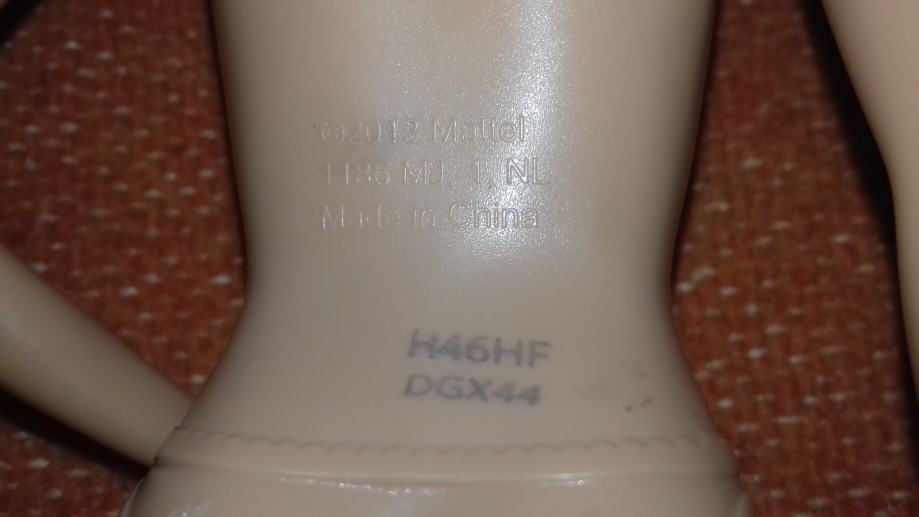 ©2013 Mattel
1186 MJ, 1, NL
Made in China
H46HF
DGX44